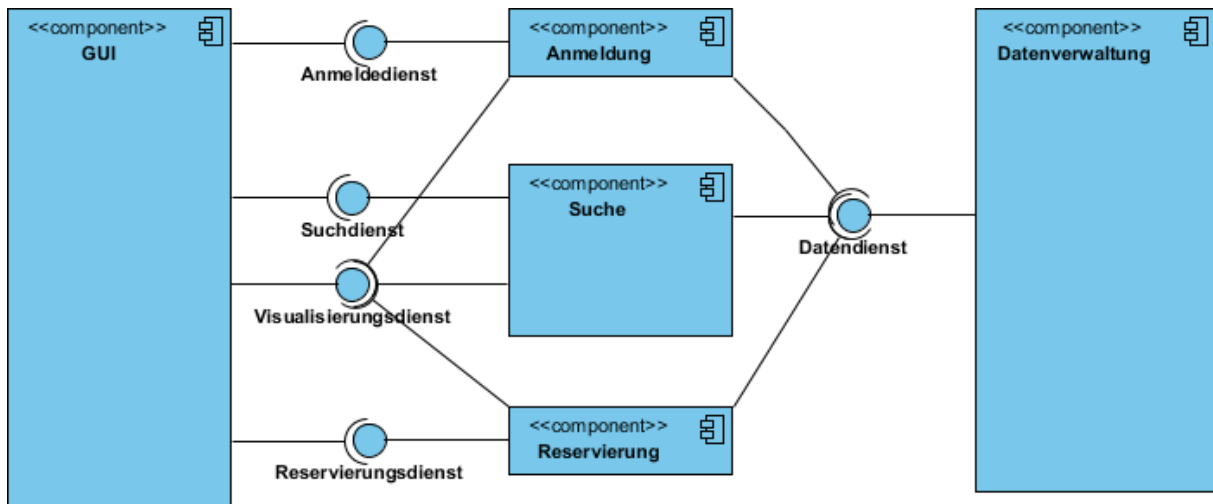 <<component>>
GUI
Anmeldedienst
Suchdienst
Visualisierungsdienst
Reservierungsdienst
<<component>>
Anmeldung
<<component>>
Suche
<<component>>
Reservierung
Datendienst
<<component>>
Datenverwaltung